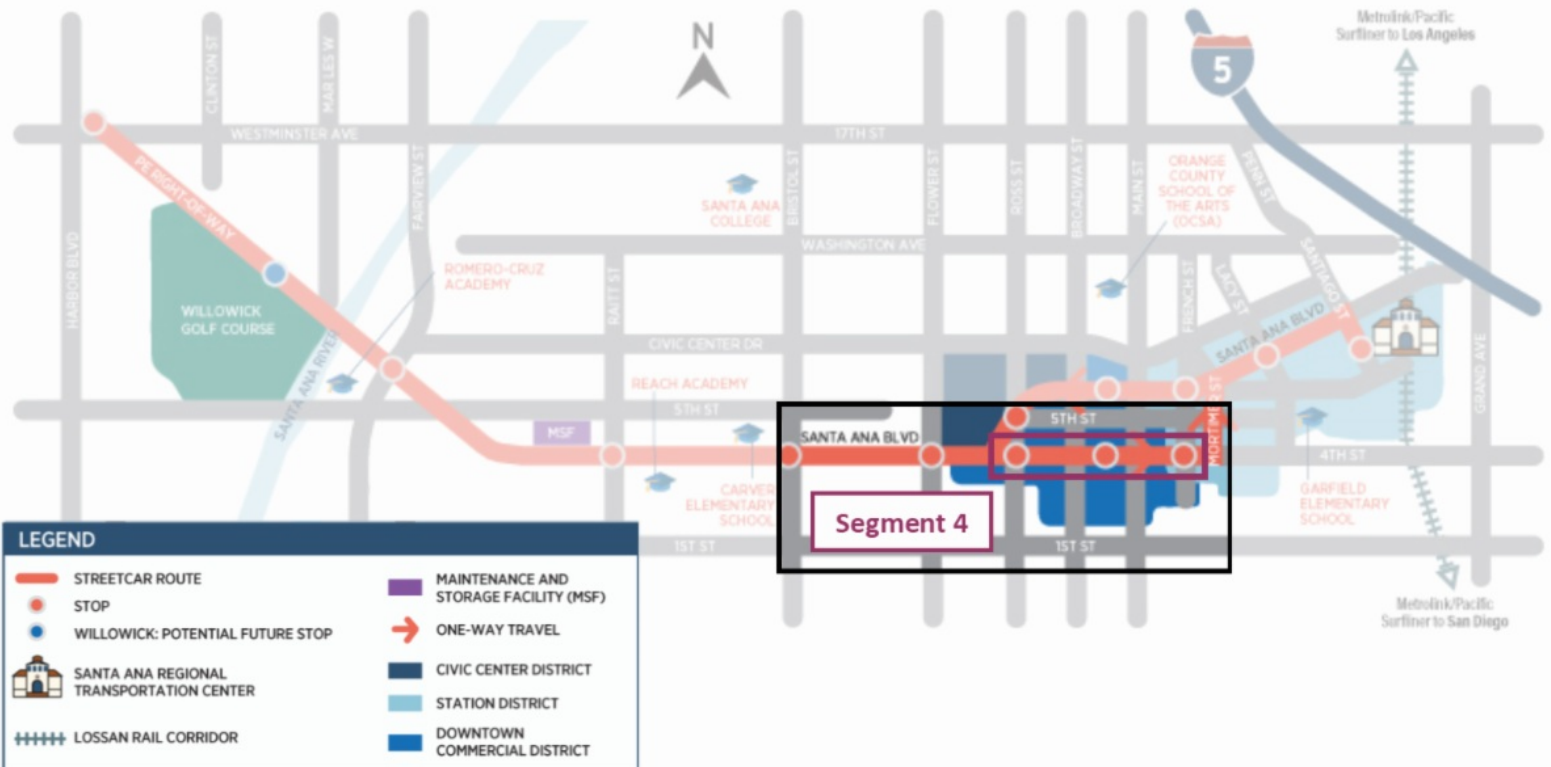 Metrolink/Pacific
Surfliner to Los Angeles
N
5
CLINTON ST
WESTMINSTER AVE
17TH ST
PE RIGHT-OF-WAY
FAIRVIEW ST
BRISTOL ST
FLOWER ST
ROSS ST
BROADWAY ST
MAIN ST
PENN ST
ORANGE
COUNTY
SCHOOL OF
THE ARTS
(OCSA)
SANTA ANA
COLLEGE
WASHINGTON AVE
HARBOR BLVD
ROMERO-CRUZ
ACADEMY
RAITT ST
FRENCH ST
LACY ST
SANTIAGO ST
WILLOWICK
GOLF COURSE
SANTA ANA RIVER
CIVIC CENTER DR
SANTA ANA BLVD
GRAND AVE
REACH ACADEMY
5TH ST
5TH ST
MORTIMER ST
MSF
SANTA ANA BLVD
4TH ST
CARVER
ELEMENTARY
SCHOOL
GARFIELD
ELEMENTARY
SCHOOL
Segment 4
1ST ST
1ST ST
Metrolink/Pacific
Surfliner to San Diego
LEGEND
STREETCAR ROUTE
STOP
WILLOWICK: POTENTIAL FUTURE STOP
SANTA ANA REGIONAL
TRANSPORTATION CENTER
LOSSAN RAIL CORRIDOR
MAINTENANCE AND
STORAGE FACILITY (MSF)
ONE-WAY TRAVEL
CIVIC CENTER DISTRICT
STATION DISTRICT
DOWNTOWN
COMMERCIAL DISTRICT